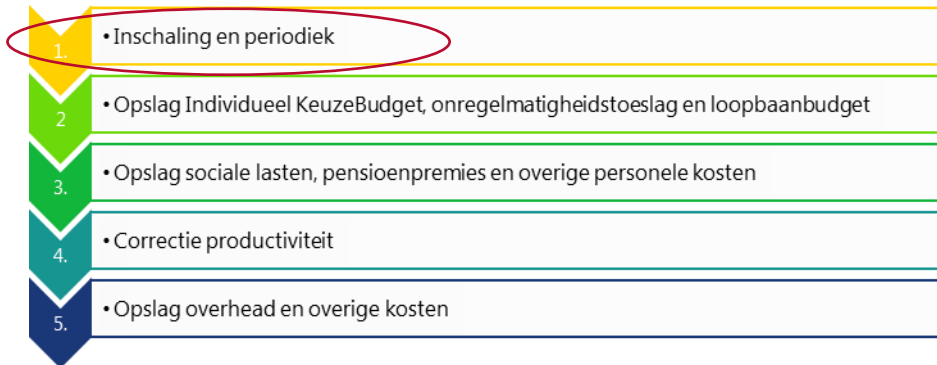 1. • Inschaling en periodiek
2 • Opslag Individueel KeuzeBudget, onregelmatigheidstoeslag en loopbaanbudget
3. • Opslag sociale lasten, pensioenpremies en overige personele kosten
4. • Correctie productiviteit
5. • Opslag overhead en overige kosten